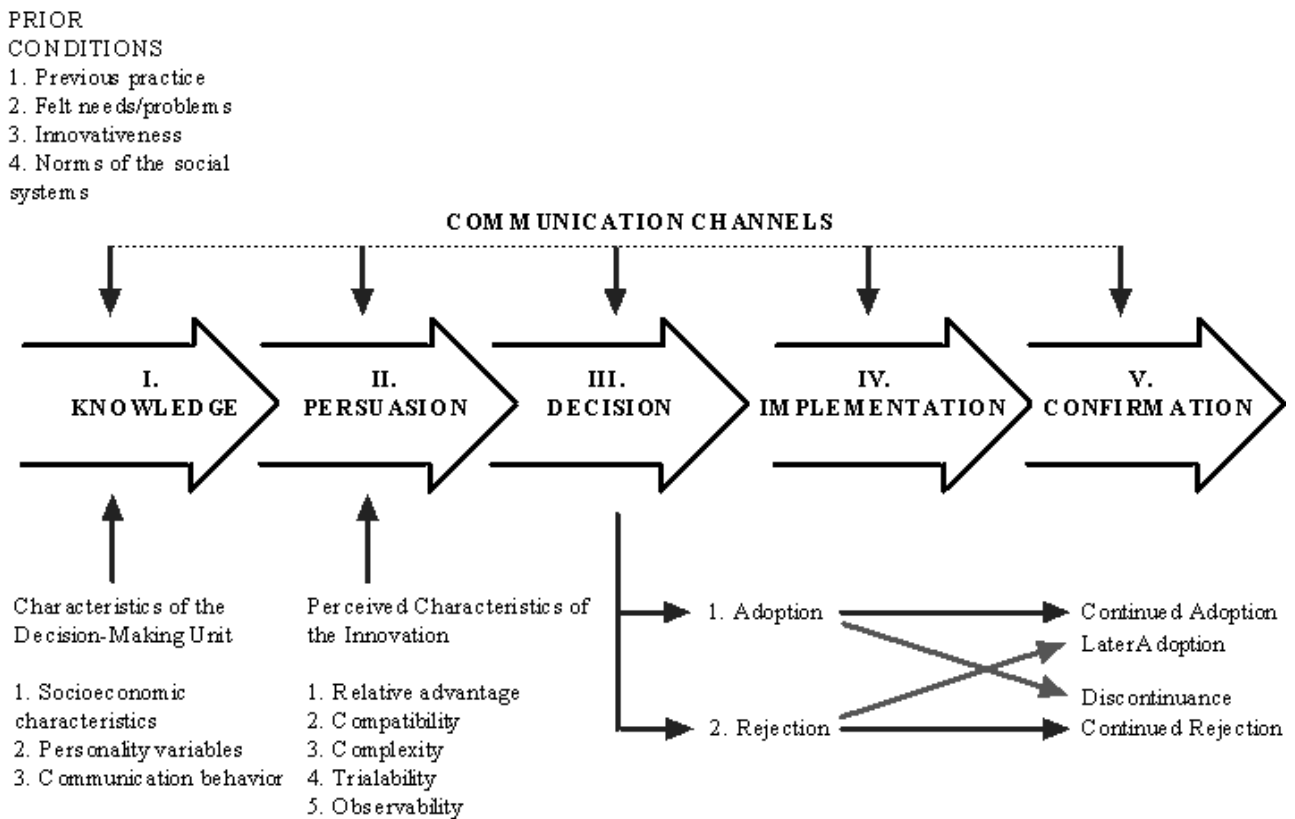 PRIOR
CONDITIONS
1. Previous practice
2. Felt needs/problems
3. Innovativeness
4. Norms of the social
systems
COMMUNICATION CHANNELS
I.
KNOWLEDGE
II.
PERSUASION
III.
DECISION
IV.
IMPLEMENTATION
V.
CONFIRMATION
Characteristics of the
Decision-Making Unit
1. Socioeconomic
characteristics
2. Personality variables
3. Communication behavior
Perceived Characteristics of
the Innovation
1. Relative advantage
2. Compatibility
3. Complexity
4. Trialability
5. Observability
1. Adoption
2. Rejection
Continued Adoption
Later Adoption
Discontinuance
Continued Rejection